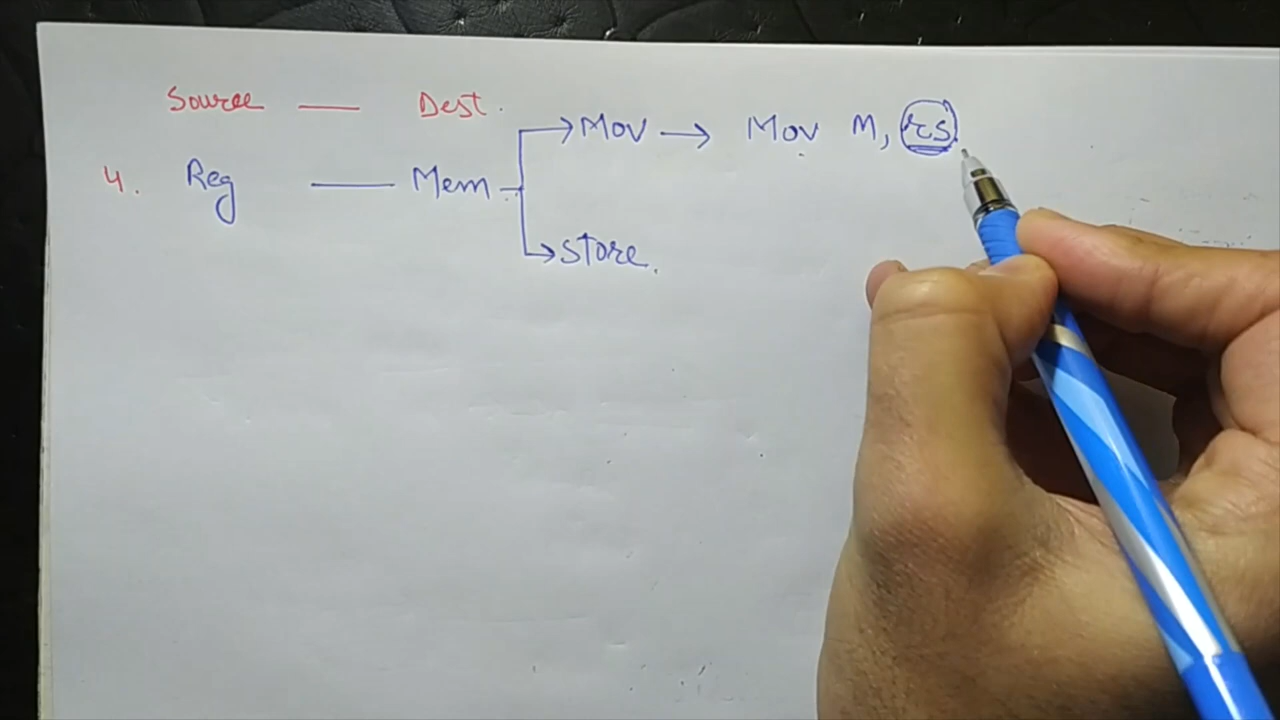 Source — Dest.
Mov → Mov M, rs.
4. Reg — Mem
store.